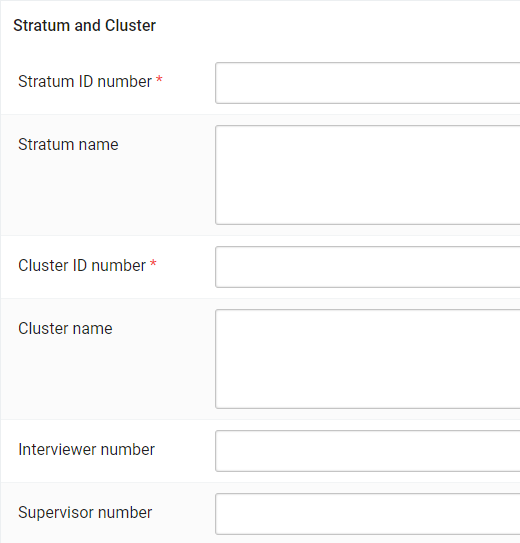 Stratum and Cluster
Stratum ID number *
Stratum name
Cluster ID number *
Cluster name
Interviewer number
Supervisor number